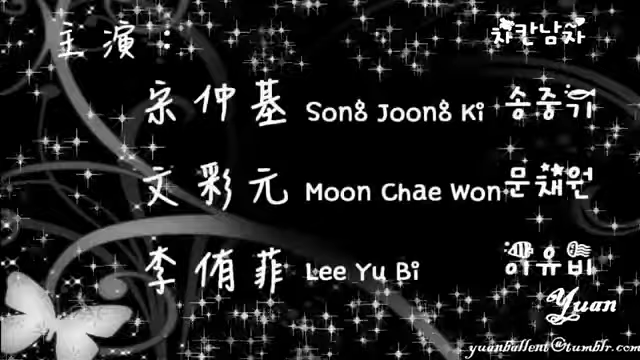 主演： 차칸남자
宋仲基 Song Joong Ki 송중기
文彩元 Moon Chae Won 문채원
李侑菲 Lee Yu Bi 이유비
Yuan
yuanballent@tumblr.com